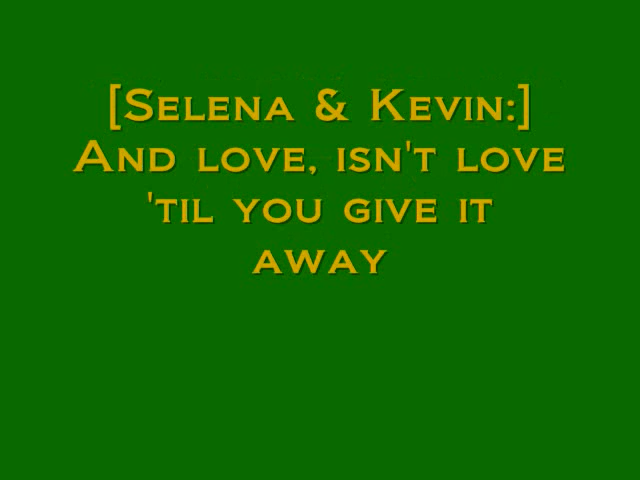 [Selena & Kevin:]
And love, isn't love
'til you give it
away